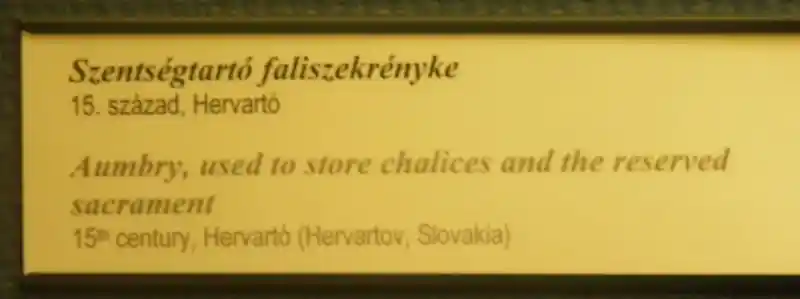 Szentségtartó faliszekrényke
15. század, Hervartó
Aumbry, used to store chalices and the reserved
sacrament
15th century, Hervartó (Hervartov, Slovakia)